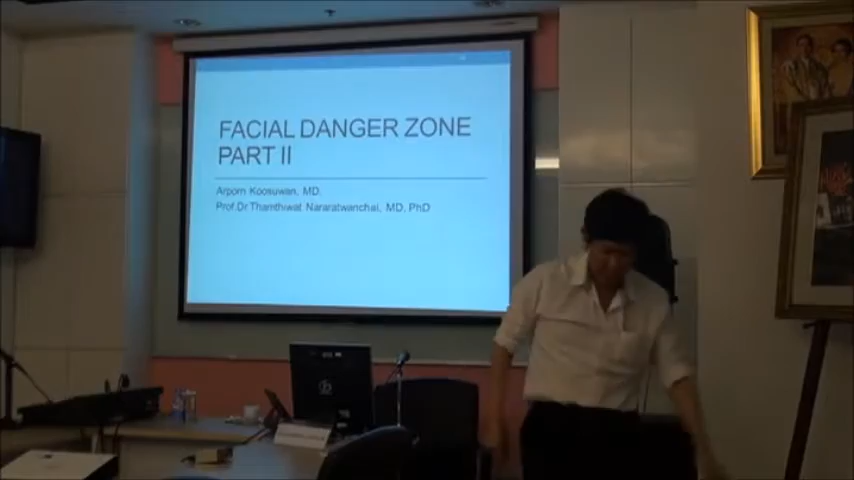 FACIAL DANGER ZONE
PART II
Arporn Koosuwan, MD.
Prof.Dr.Thamthiwat Nararatwanchai, MD, PhD